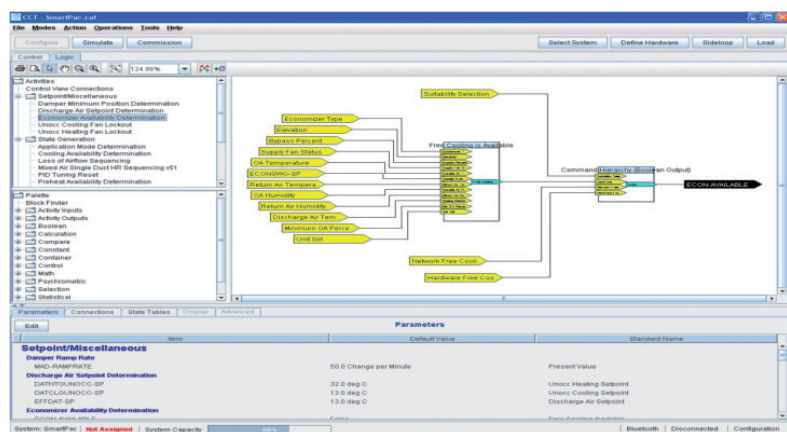 CCT - SmartPac.caf
File Modes Action Operations Tools Help
Configure Simulate Commission Select System Define Hardware Sideloop Load
Control Logic
124.98%
Activities
Control View Connections
Setpoint/Miscellaneous
Damper Minimum Position Determination
Discharge Air Setpoint Determination
Economizer Availability Determination
Unocc Cooling Fan Lockout
Unocc Heating Fan Lockout
State Generation
Application Mode Determination
Cooling Availability Determination
Loss of Airflow Sequencing
Mixed Air Single Duct HR Sequencing v51
PID Tuning Reset
Preheat Availability Determination
Palette
Block Finder
Activity Inputs
Activity Outputs
Boolean
Calculation
Compare
Constant
Container
Control
Math
Psychrometric
Selection
Statistical
Suitability Selection
Economizer Type
Elevation
Bypass Percent
Supply Fan Status
OA Temperature
ECONSWO-SP
Return Air Tempera
OA Humidity
Return Air Humidity
Discharge Air Tem
Minimum OA Perce
Unit Set
Free Cooling Is Available
Command Hierarchy (Boolean Output)
ECON-AVAILABLE
Network Free Cooli
Hardware Free Coo
Parameters Connections State Tables Display Advanced
Edit Parameters
Item Default Value Standard Name
Setpoint/Miscellaneous
Damper Ramp Rate
MAD-RAMPRATE 50.0 Change per Minute Present Value
Discharge Air Setpoint Determination
DATHTGUNOCC-SP 32.0 deg C Unocc Heating Setpoint
DATCLGUNOCC-SP 13.0 deg C Unocc Cooling Setpoint
EFFDAT-SP 13.0 deg C Discharge Air Setpoint
Economizer Availability Determination
System: SmartPac Not Assigned System Capacity 60% Bluetooth Disconnected Configuration